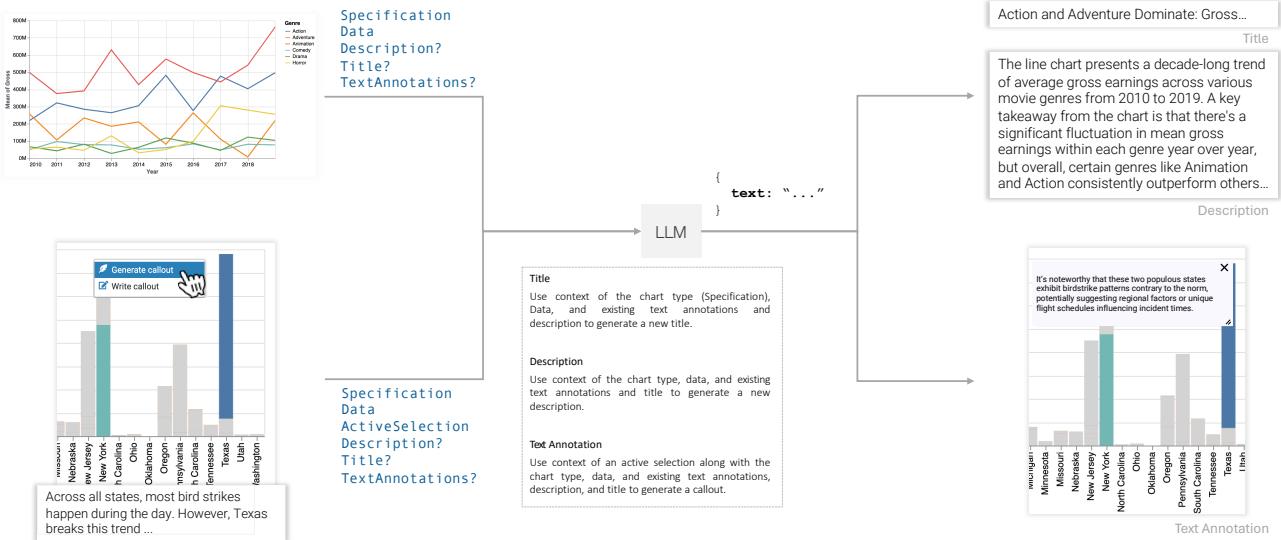 800M
700M
600M
500M
400M
300M
200M
100M
0M
Mean of Gross
2010 2011 2012 2013 2014 2015 2016 2017 2018
Year
Genre
Action
Adventure
Animation
Comedy
Drama
Horror
Specification
Data
Description?
Title?
TextAnnotations?
Generate callout
Write callout
Nebraska
ew Jersey
New York
Carolina
Ohio
Oklahoma
Oregon
nsylvania
Carolina
ennessee
Texas
Utah
ashington
Across all states, most bird strikes
happen during the day. However, Texas
breaks this trend ...
Specification
Data
ActiveSelection
Description?
Title?
TextAnnotations?
{
text: “...”
}
LLM
Title
Use context of the chart type (Specification),
Data, and existing text annotations and
description to generate a new title.
Description
Use context of the chart type, data, and existing
text annotations and title to generate a new
description.
Text Annotation
Use context of an active selection along with the
chart type, data, and existing text annotations,
description, and title to generate a callout.
Action and Adventure Dominate: Gross…
Title
The line chart presents a decade-long trend
of average gross earnings across various
movie genres from 2010 to 2019. A key
takeaway from the chart is that there's a
significant fluctuation in mean gross
earnings within each genre year over year,
but overall, certain genres like Animation
and Action consistently outperform others…
Description
It's noteworthy that these two populous states
exhibit birdstrike patterns contrary to the norm,
potentially suggesting regional factors or unique
flight schedules influencing incident times.
Minnesota
Missouri
Nebraska
New Jersey
New York
North Carolina
Ohio
Oklahoma
Oregon
Pennsylvania
South Carolina
Tennessee
Texas
Text Annotation